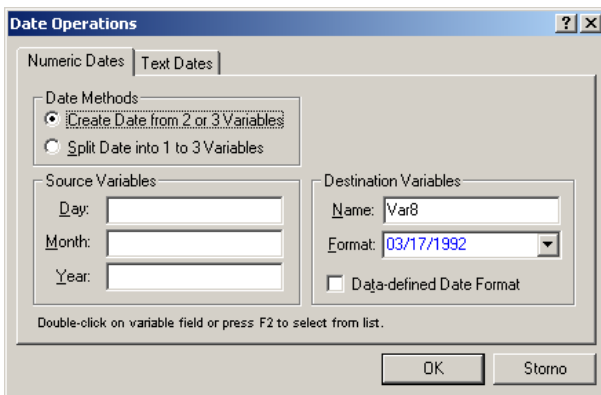 Date Operations
Numeric Dates
Text Dates
Date Methods
Create Date from 2 or 3 Variables
Split Date into 1 to 3 Variables
Source Variables
Day:
Month:
Year:
Destination Variables
Name: Var8
Format: 03/17/1992
Data-defined Date Format
Double-click on variable field or press F2 to select from list.
OK
Storno